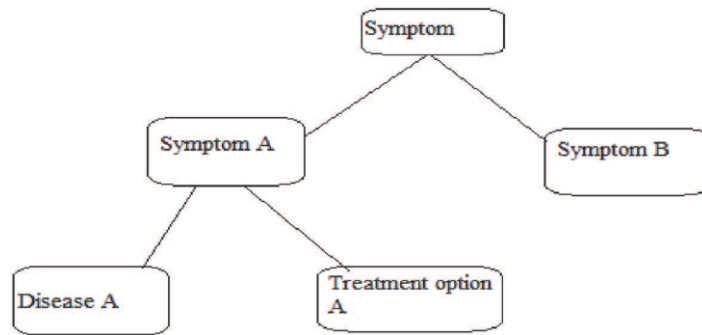 Symptom
Symptom A
Symptom B
Disease A
Treatment option
A